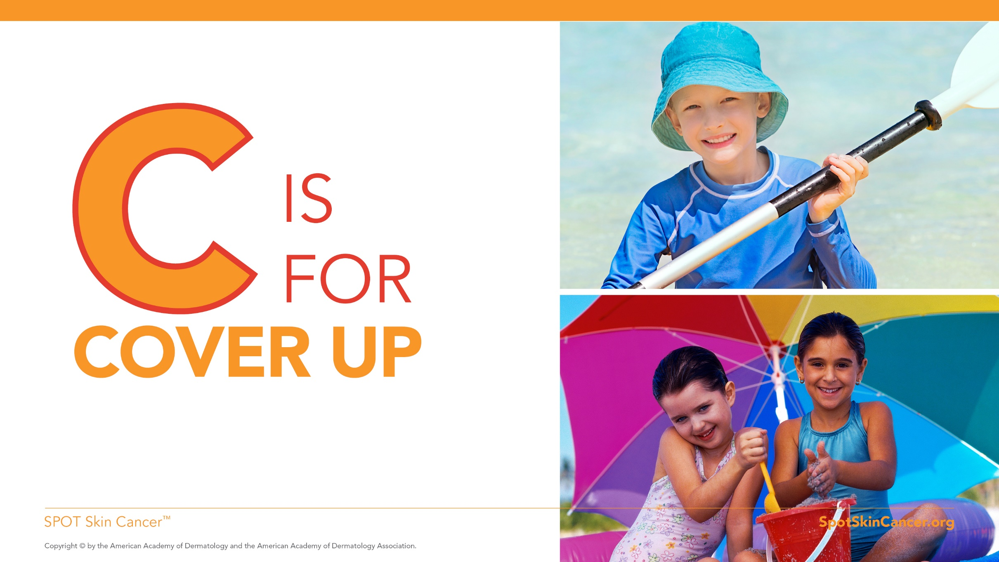 C IS
FOR
COVER UP
SPOT Skin Cancer™
SpotSkinCancer.org
Copyright © by the American Academy of Dermatology and the American Academy of Dermatology Association.